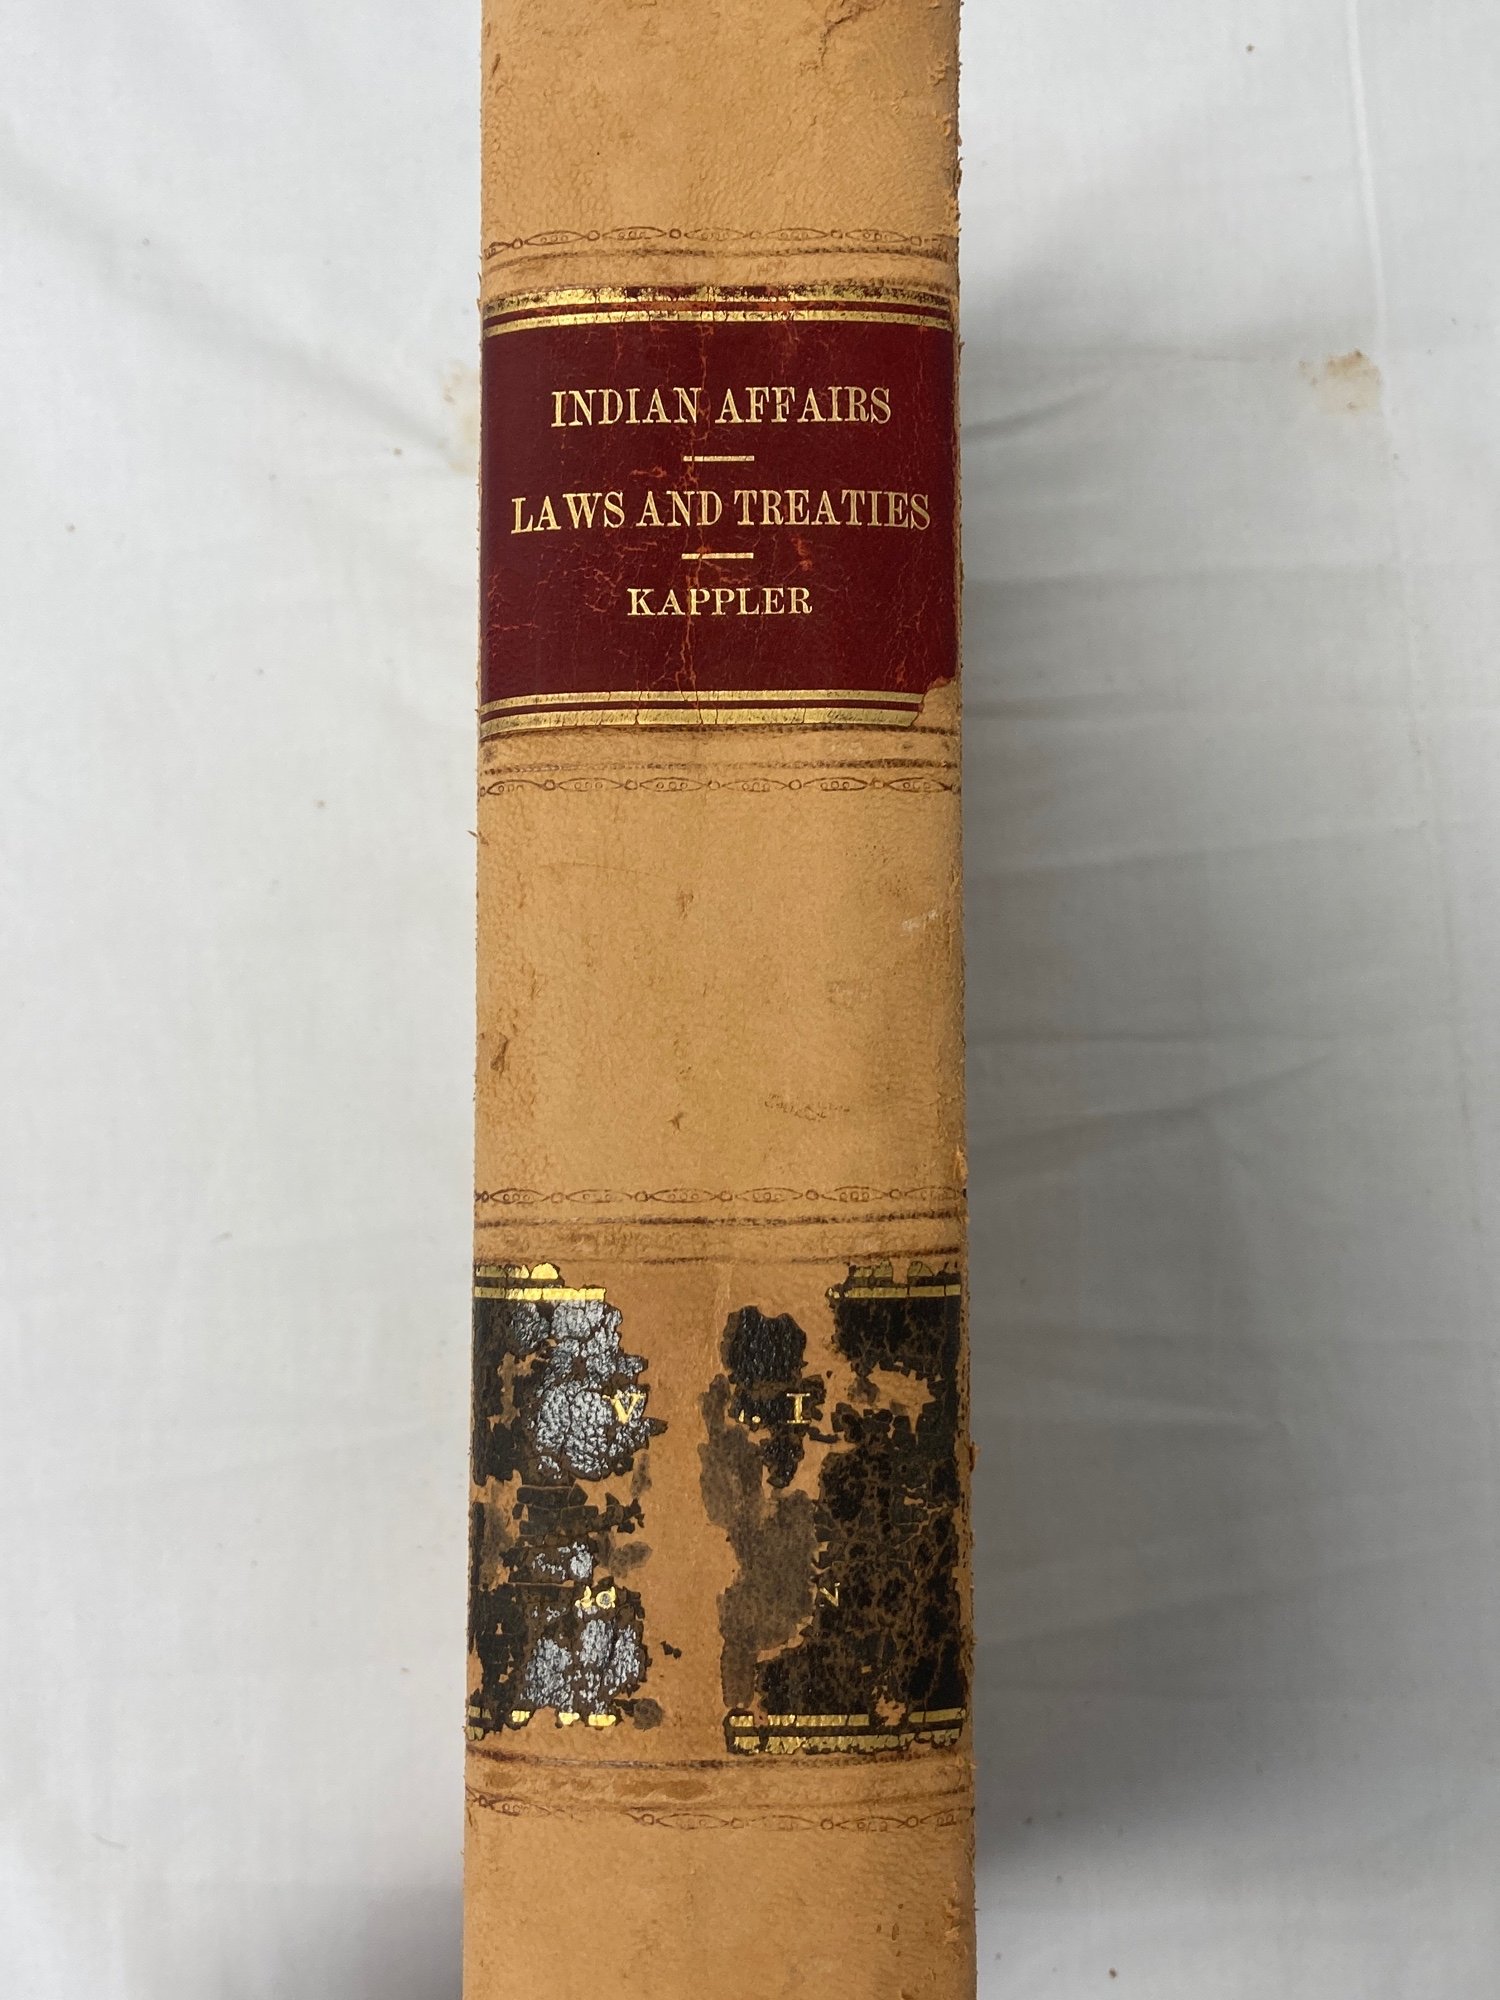 INDIAN AFFAIRS
LAWS AND TREATIES
KAPPLER
V . I